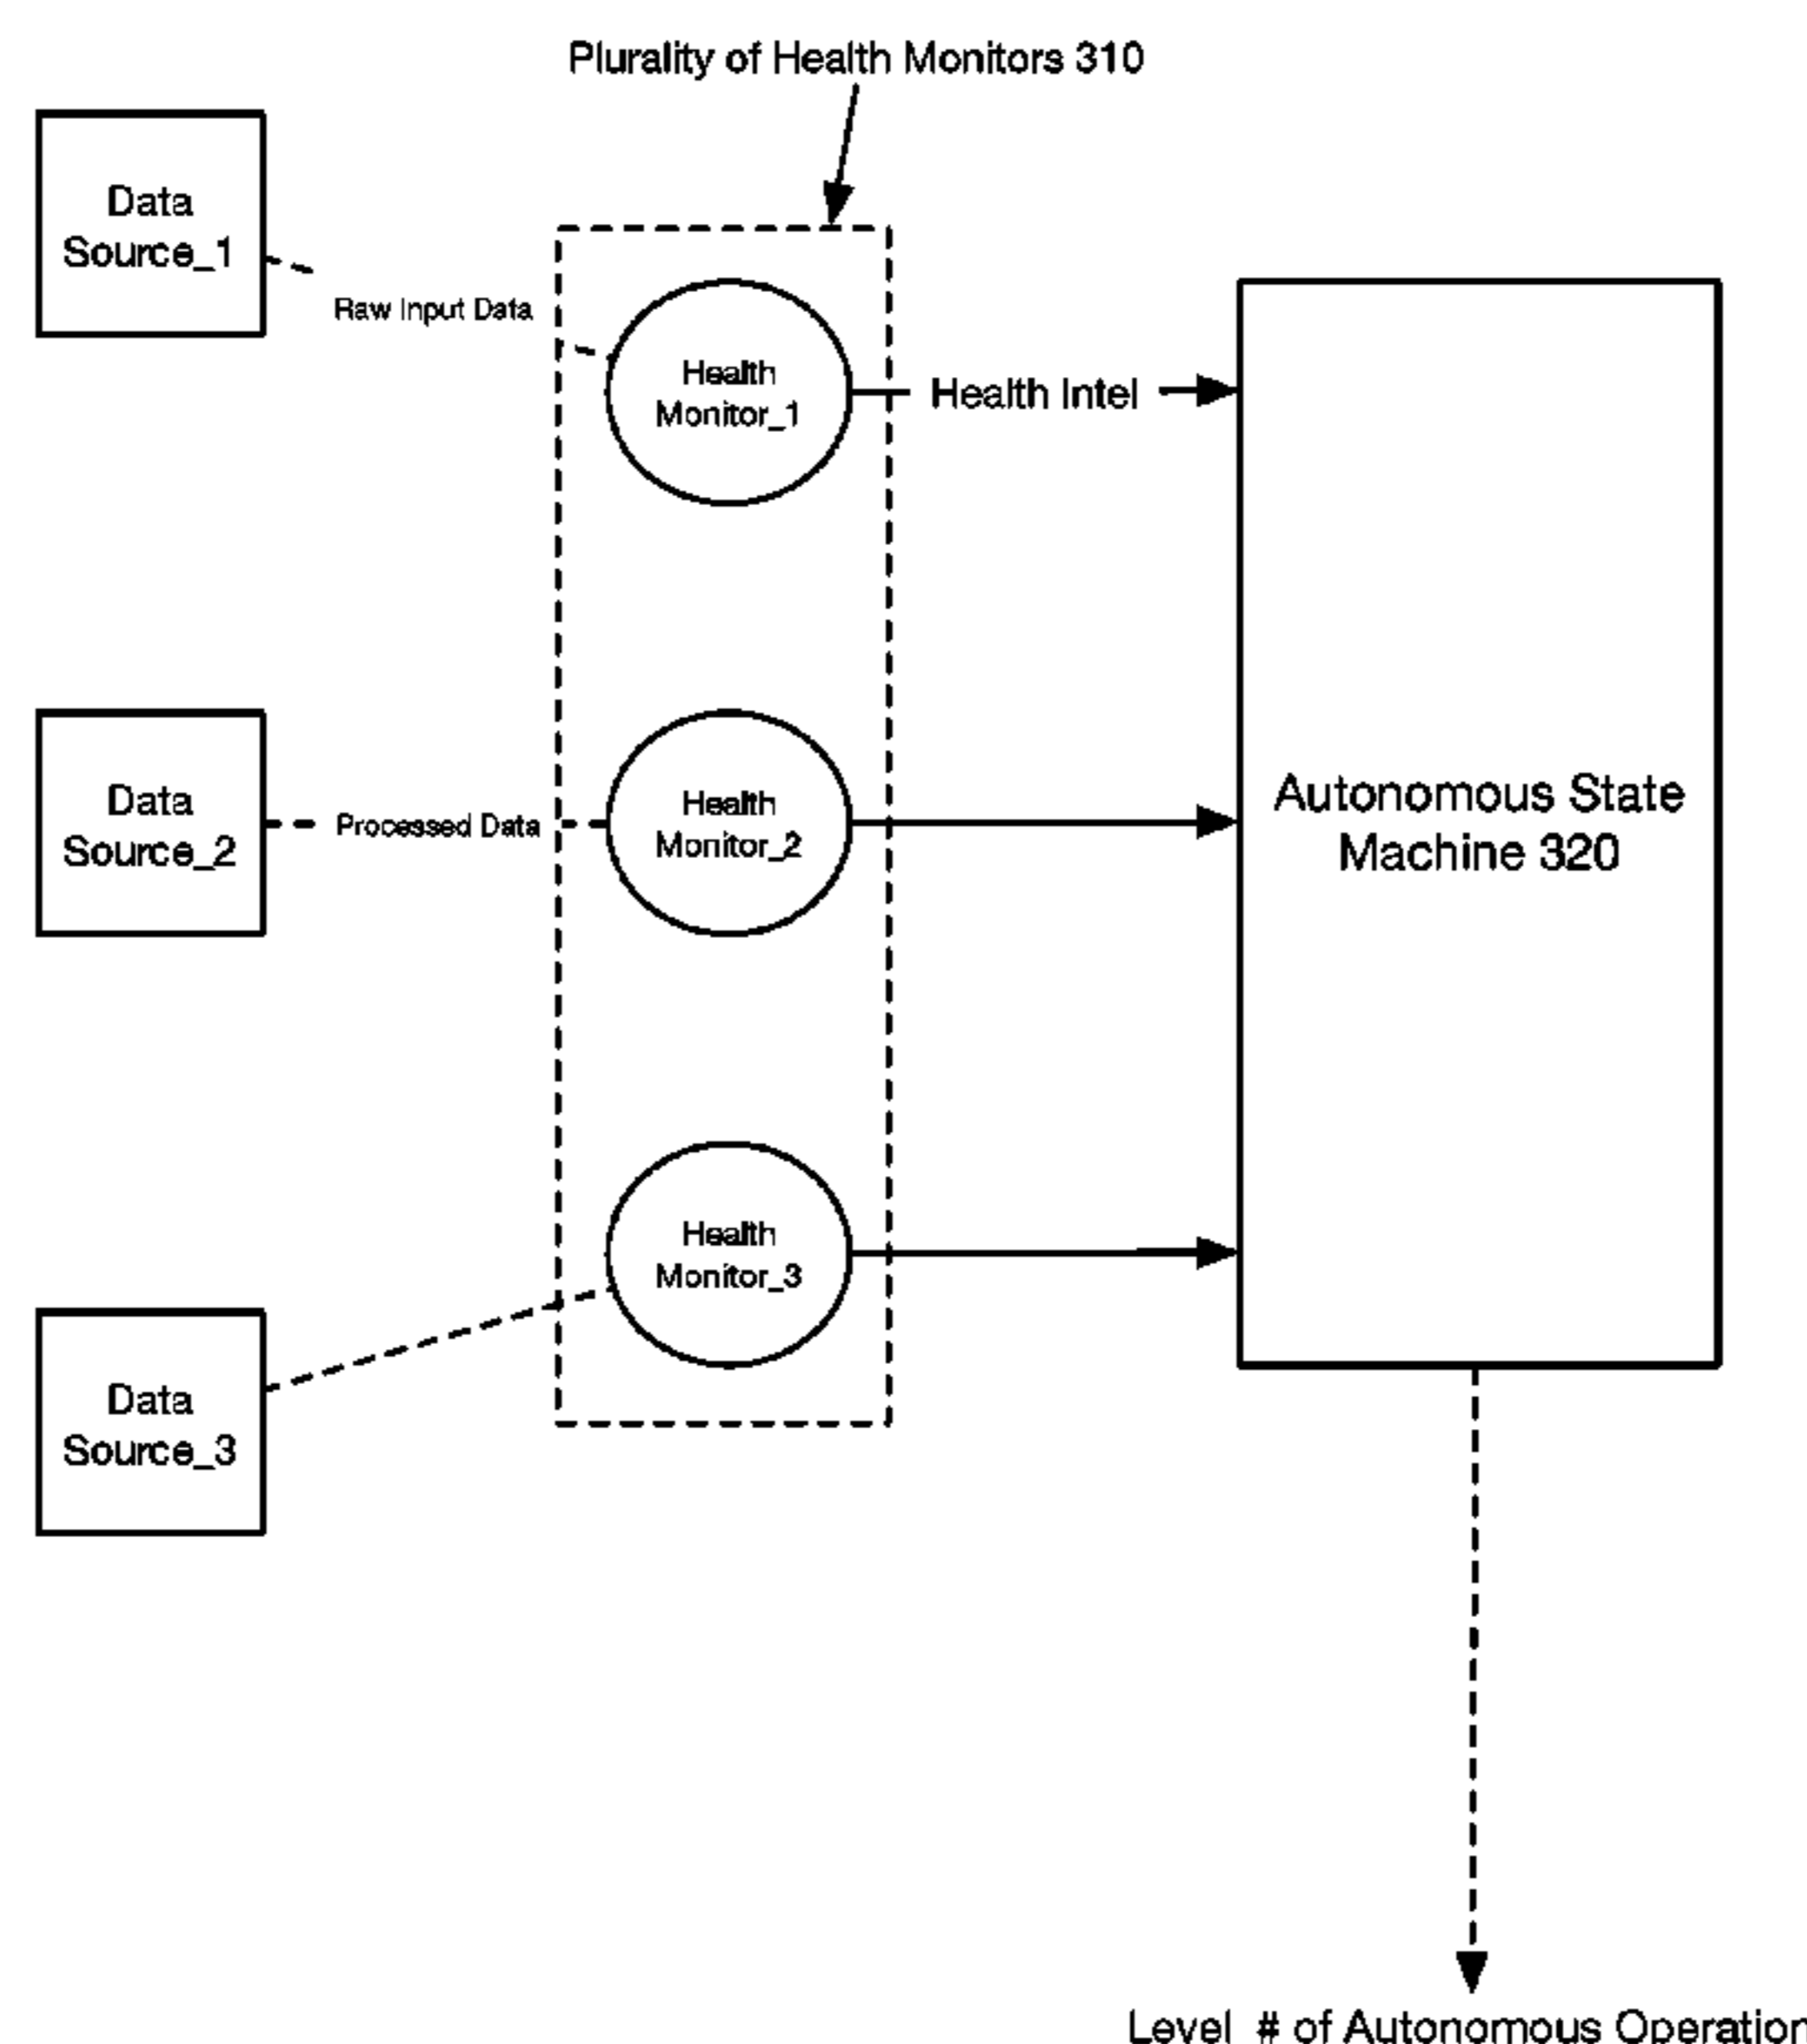 Plurality of Health Monitors 310
Data
Source_1
Raw Input Data
Health
Monitor_1
Health Intel
Data
Source_2
Processed Data
Health
Monitor_2
Autonomous State
Machine 320
Health
Monitor_3
Data
Source_3
Level_# of Autonomous Operation